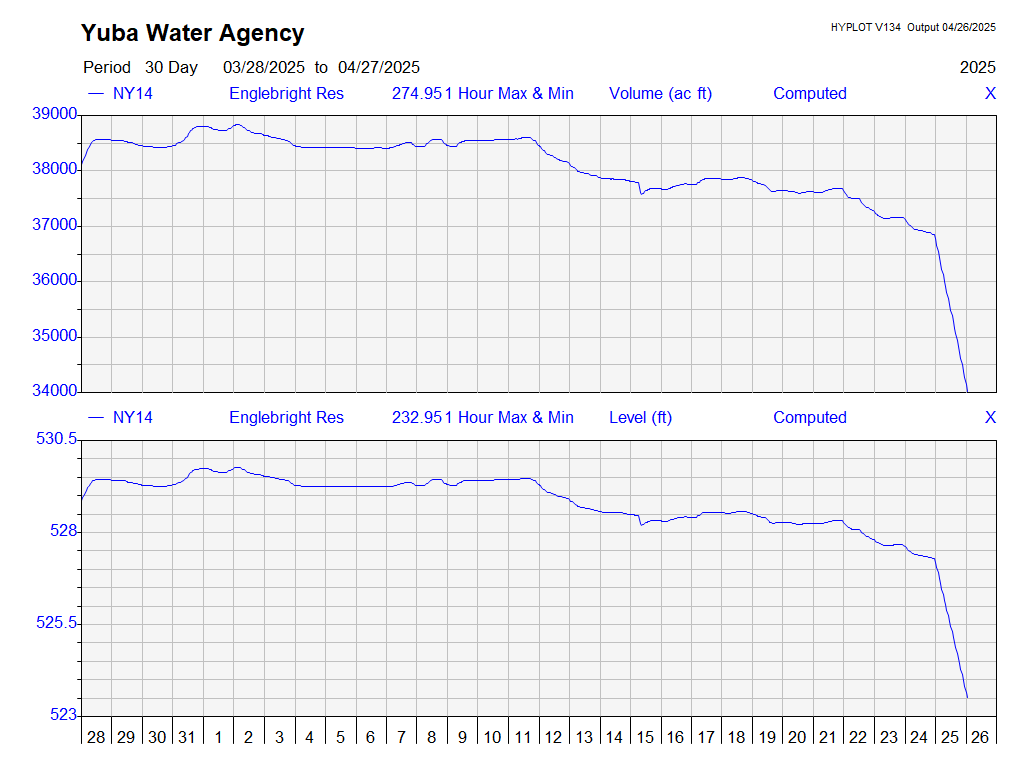 Yuba Water Agency
HYPLOT V134 Output 04/26/2025
Period 30 Day 03/28/2025 to 04/27/2025
2025
NY14 Englebright Res 274.951 Hour Max & Min Volume (ac ft) Computed X
39000
38000
37000
36000
35000
34000
NY14 Englebright Res 232.951 Hour Max & Min Level (ft) Computed X
530.5
528
525.5
523
28 29 30 31 1 2 3 4 5 6 7 8 9 10 11 12 13 14 15 16 17 18 19 20 21 22 23 24 25 26